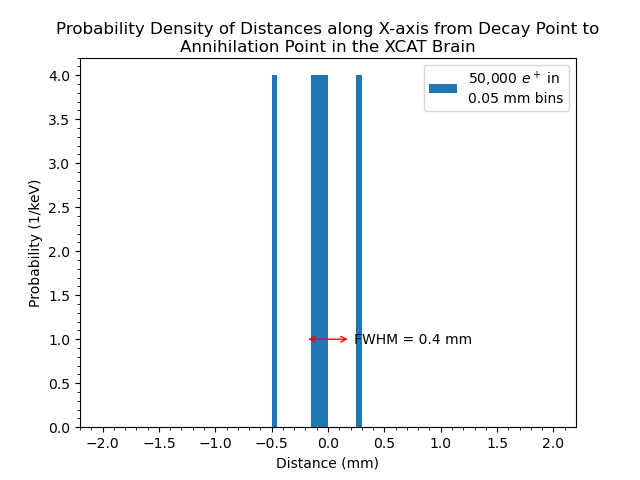 Probability Density of Distances along X-axis from Decay Point to
Annihilation Point in the XCAT Brain
50,000 e⁺ in
0.05 mm bins
4.0
3.5
3.0
2.5
2.0
1.5
1.0
0.5
0.0
Probability (1/keV)
FWHM = 0.4 mm
−2.0 −1.5 −1.0 −0.5 0.0 0.5 1.0 1.5 2.0
Distance (mm)